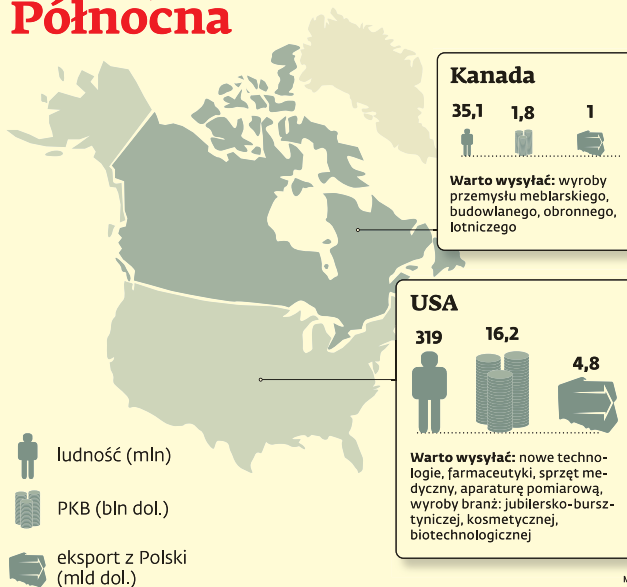 Północna
Kanada
35,1 1,8 1
Warto wysyłać: wyroby
przemysłu meblarskiego,
budowlanego, obronnego,
lotniczego
USA
319 16,2 4,8
Warto wysyłać: nowe techno-
logie, farmaceutyki, sprzęt me-
dyczny, aparaturę pomiarową,
wyroby branż: jubilersko-bursz-
tyniczej, kosmetycznej,
biotechnologicznej
ludność (mln)
PKB (bln dol.)
eksport z Polski
(mld dol.)